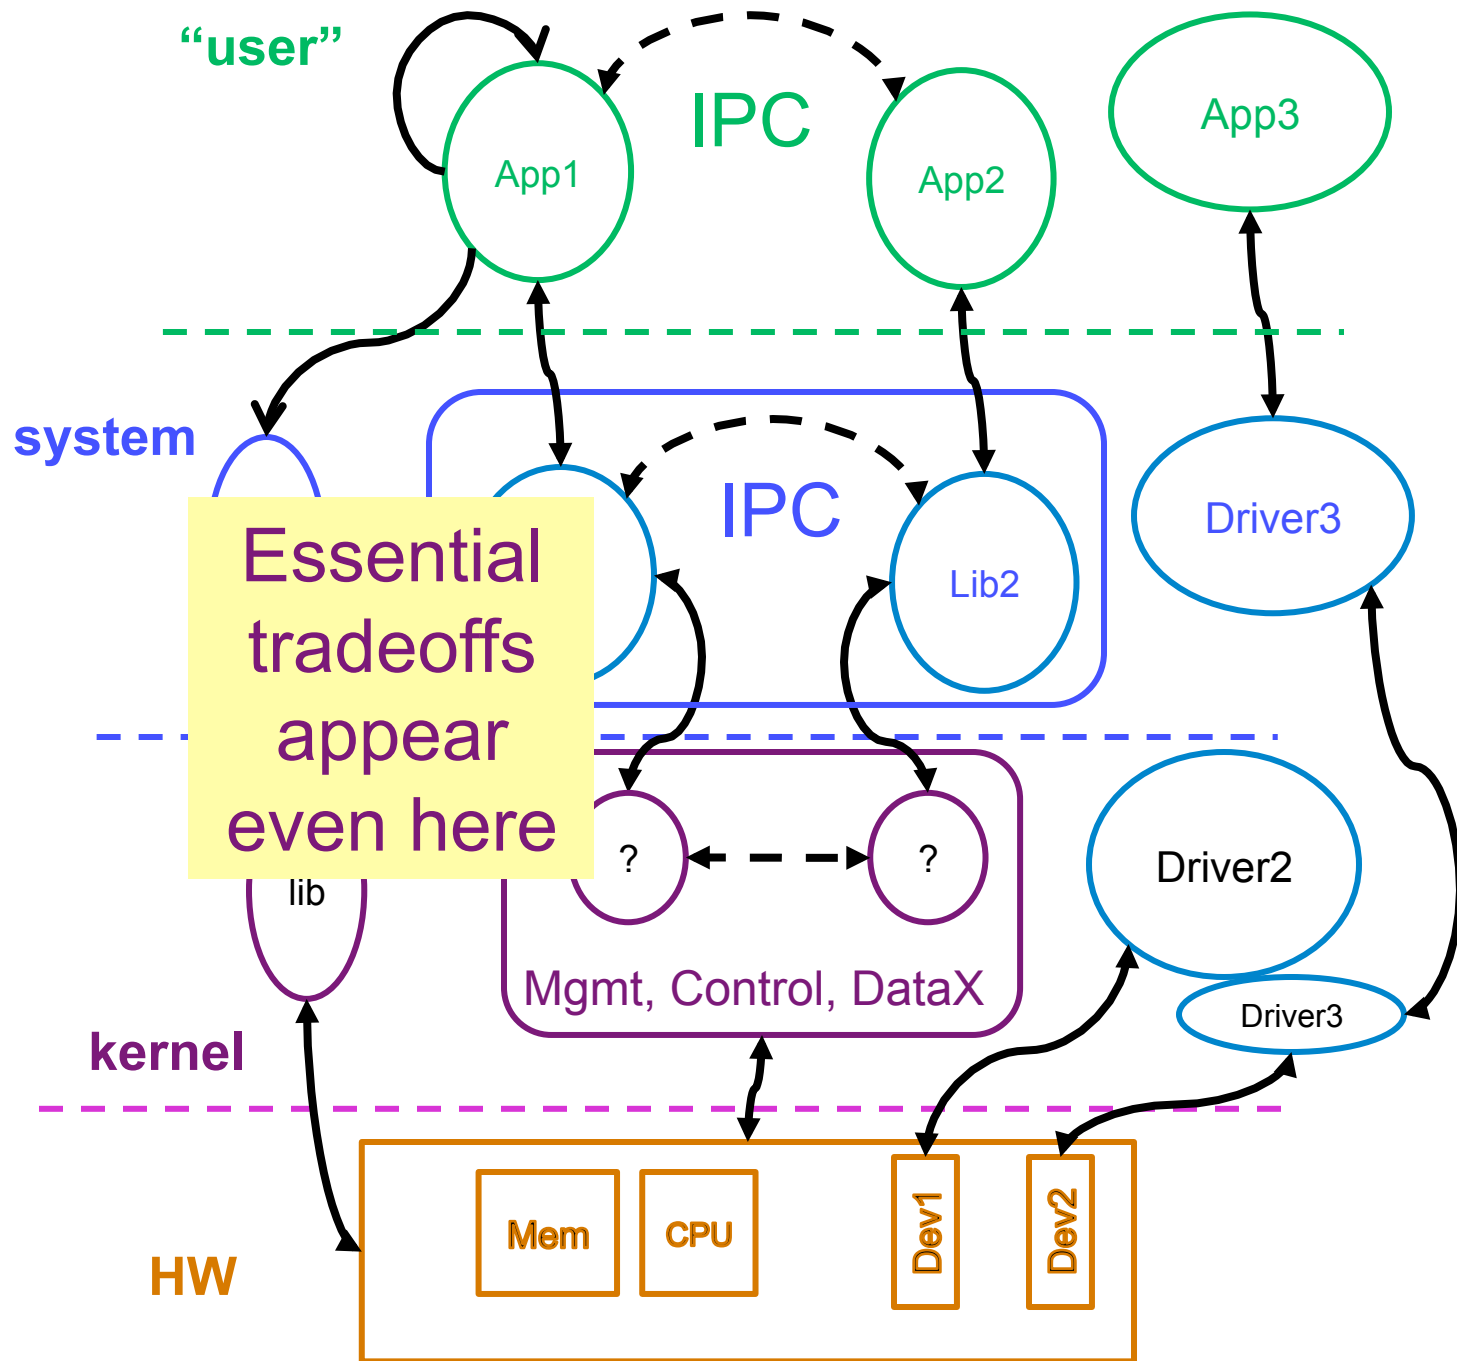 “user”
IPC
App1
App2
App3
system
IPC
Lib2
Driver3
Essential
tradeoffs
appear
even here
lib
?
?
Driver2
Mgmt, Control, DataX
Driver3
kernel
Mem
CPU
Dev1
Dev2
HW